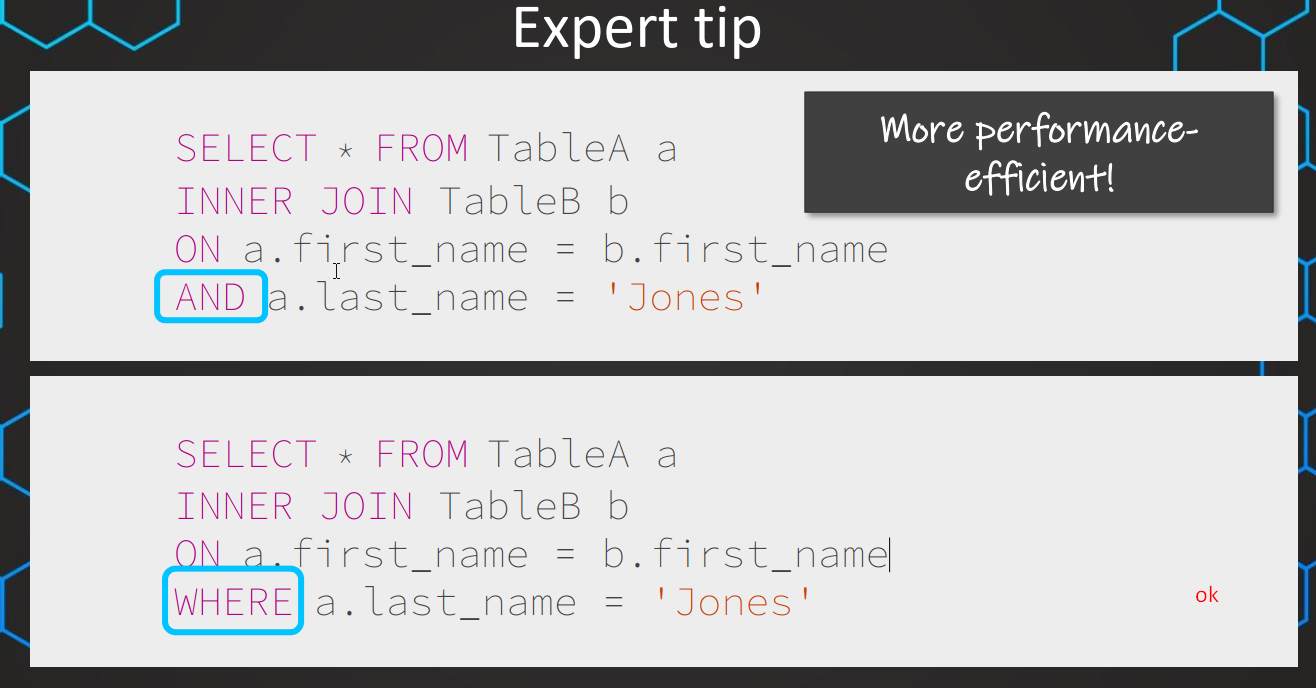 Expert tip
SELECT * FROM TableA a
INNER JOIN TableB b
ON a.first_name = b.first_name
AND a.last_name = 'Jones'
More performance-
efficient!
SELECT * FROM TableA a
INNER JOIN TableB b
ON a.first_name = b.first_name
WHERE a.last_name = 'Jones'
ok